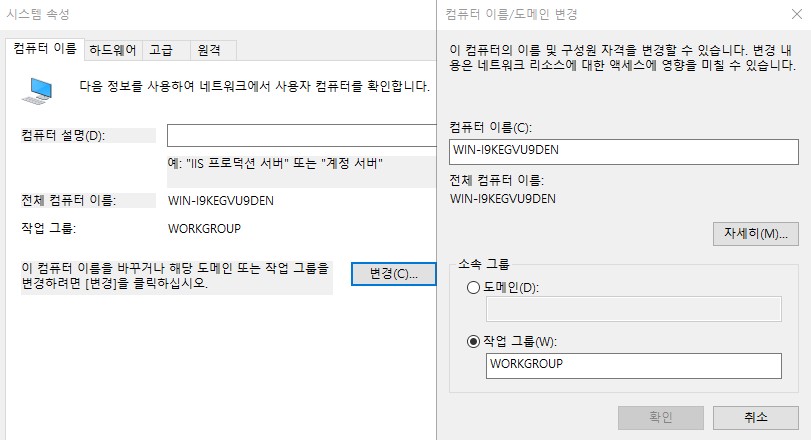 시스템 속성
컴퓨터 이름
하드웨어
고급
원격
다음 정보를 사용하여 네트워크에서 사용자 컴퓨터를 확인합니다.
컴퓨터 설명(D):
예: "IIS 프로덕션 서버" 또는 "계정 서버"
전체 컴퓨터 이름:
WIN-I9KEGVU9DEN
작업 그룹:
WORKGROUP
이 컴퓨터 이름을 바꾸거나 해당 도메인 또는 작업 그룹을
변경하려면 [변경]을 클릭하십시오.
변경(C)...
컴퓨터 이름/도메인 변경
이 컴퓨터의 이름 및 구성원 자격을 변경할 수 있습니다. 변경 내
용은 네트워크 리소스에 대한 액세스에 영향을 미칠 수 있습니다.
컴퓨터 이름(C):
WIN-I9KEGVU9DEN
전체 컴퓨터 이름:
WIN-I9KEGVU9DEN
자세히(M)...
소속 그룹
도메인(D):
작업 그룹(W):
WORKGROUP
확인
취소